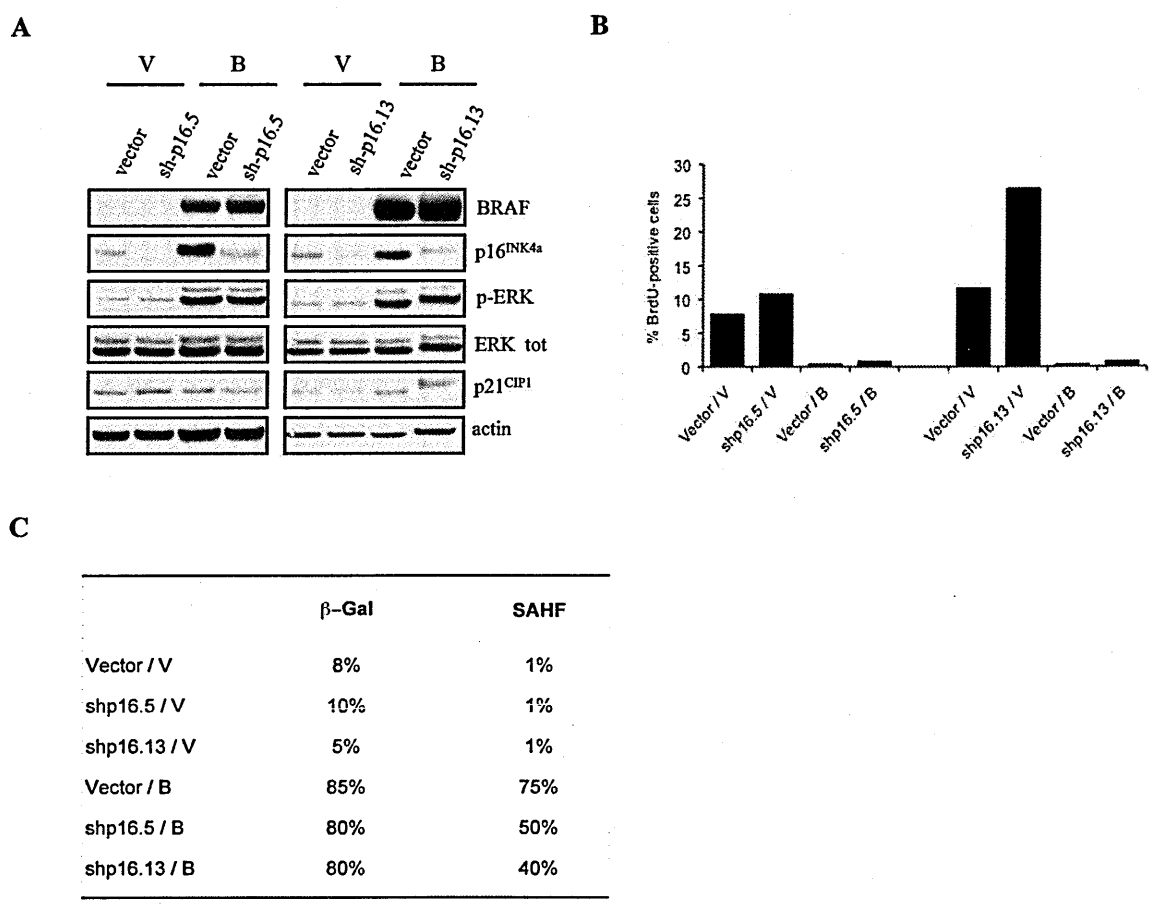 A
V B V B
vector sh-p16.5 vector sh-p16.5 vector sh-p16.13 vector sh-p16.13
BRAF
p16INK4a
p-ERK
ERK tot
p21CIP1
actin
B
% BrdU-positive cells
30
25
20
15
10
5
0
Vector / V shp16.5 / V Vector / B shp16.5 / B Vector / V shp16.13 / V Vector / B shp16.13 / B
C
β-Gal SAHF
Vector / V 8% 1%
shp16.5 / V 10% 1%
shp16.13 / V 5% 1%
Vector / B 85% 75%
shp16.5 / B 80% 50%
shp16.13 / B 80% 40%